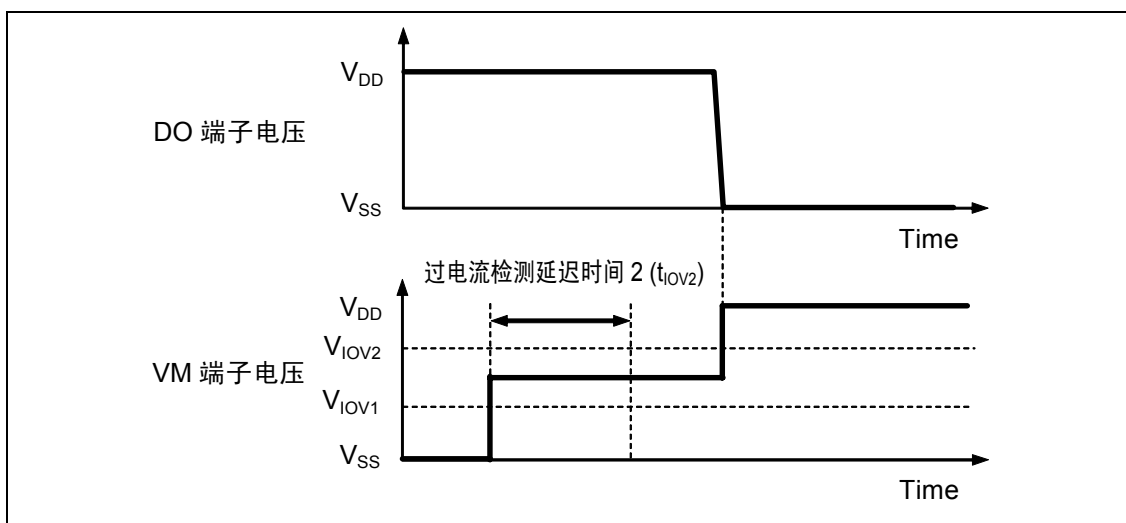 V_DD
DO 端子电压
V_SS
Time
过电流检测延迟时间 2 (t_IOV2)
V_DD
V_IOV2
VM 端子电压
V_IOV1
V_SS
Time